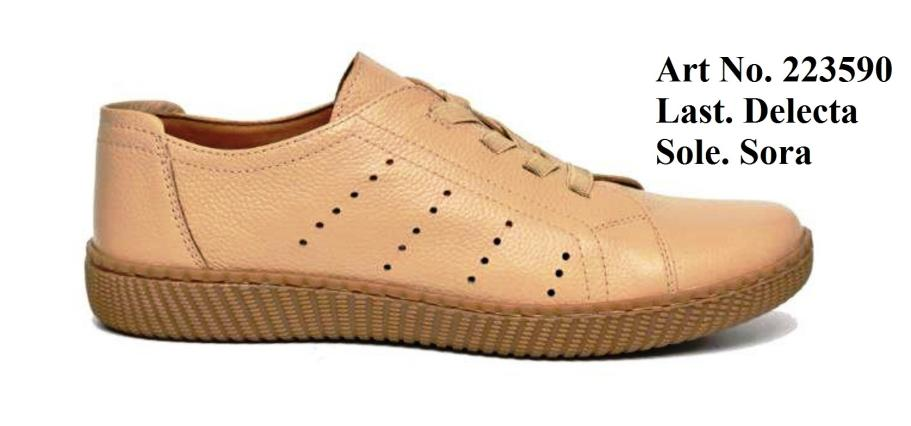 Art No. 223590
Last. Delecta
Sole. Sora